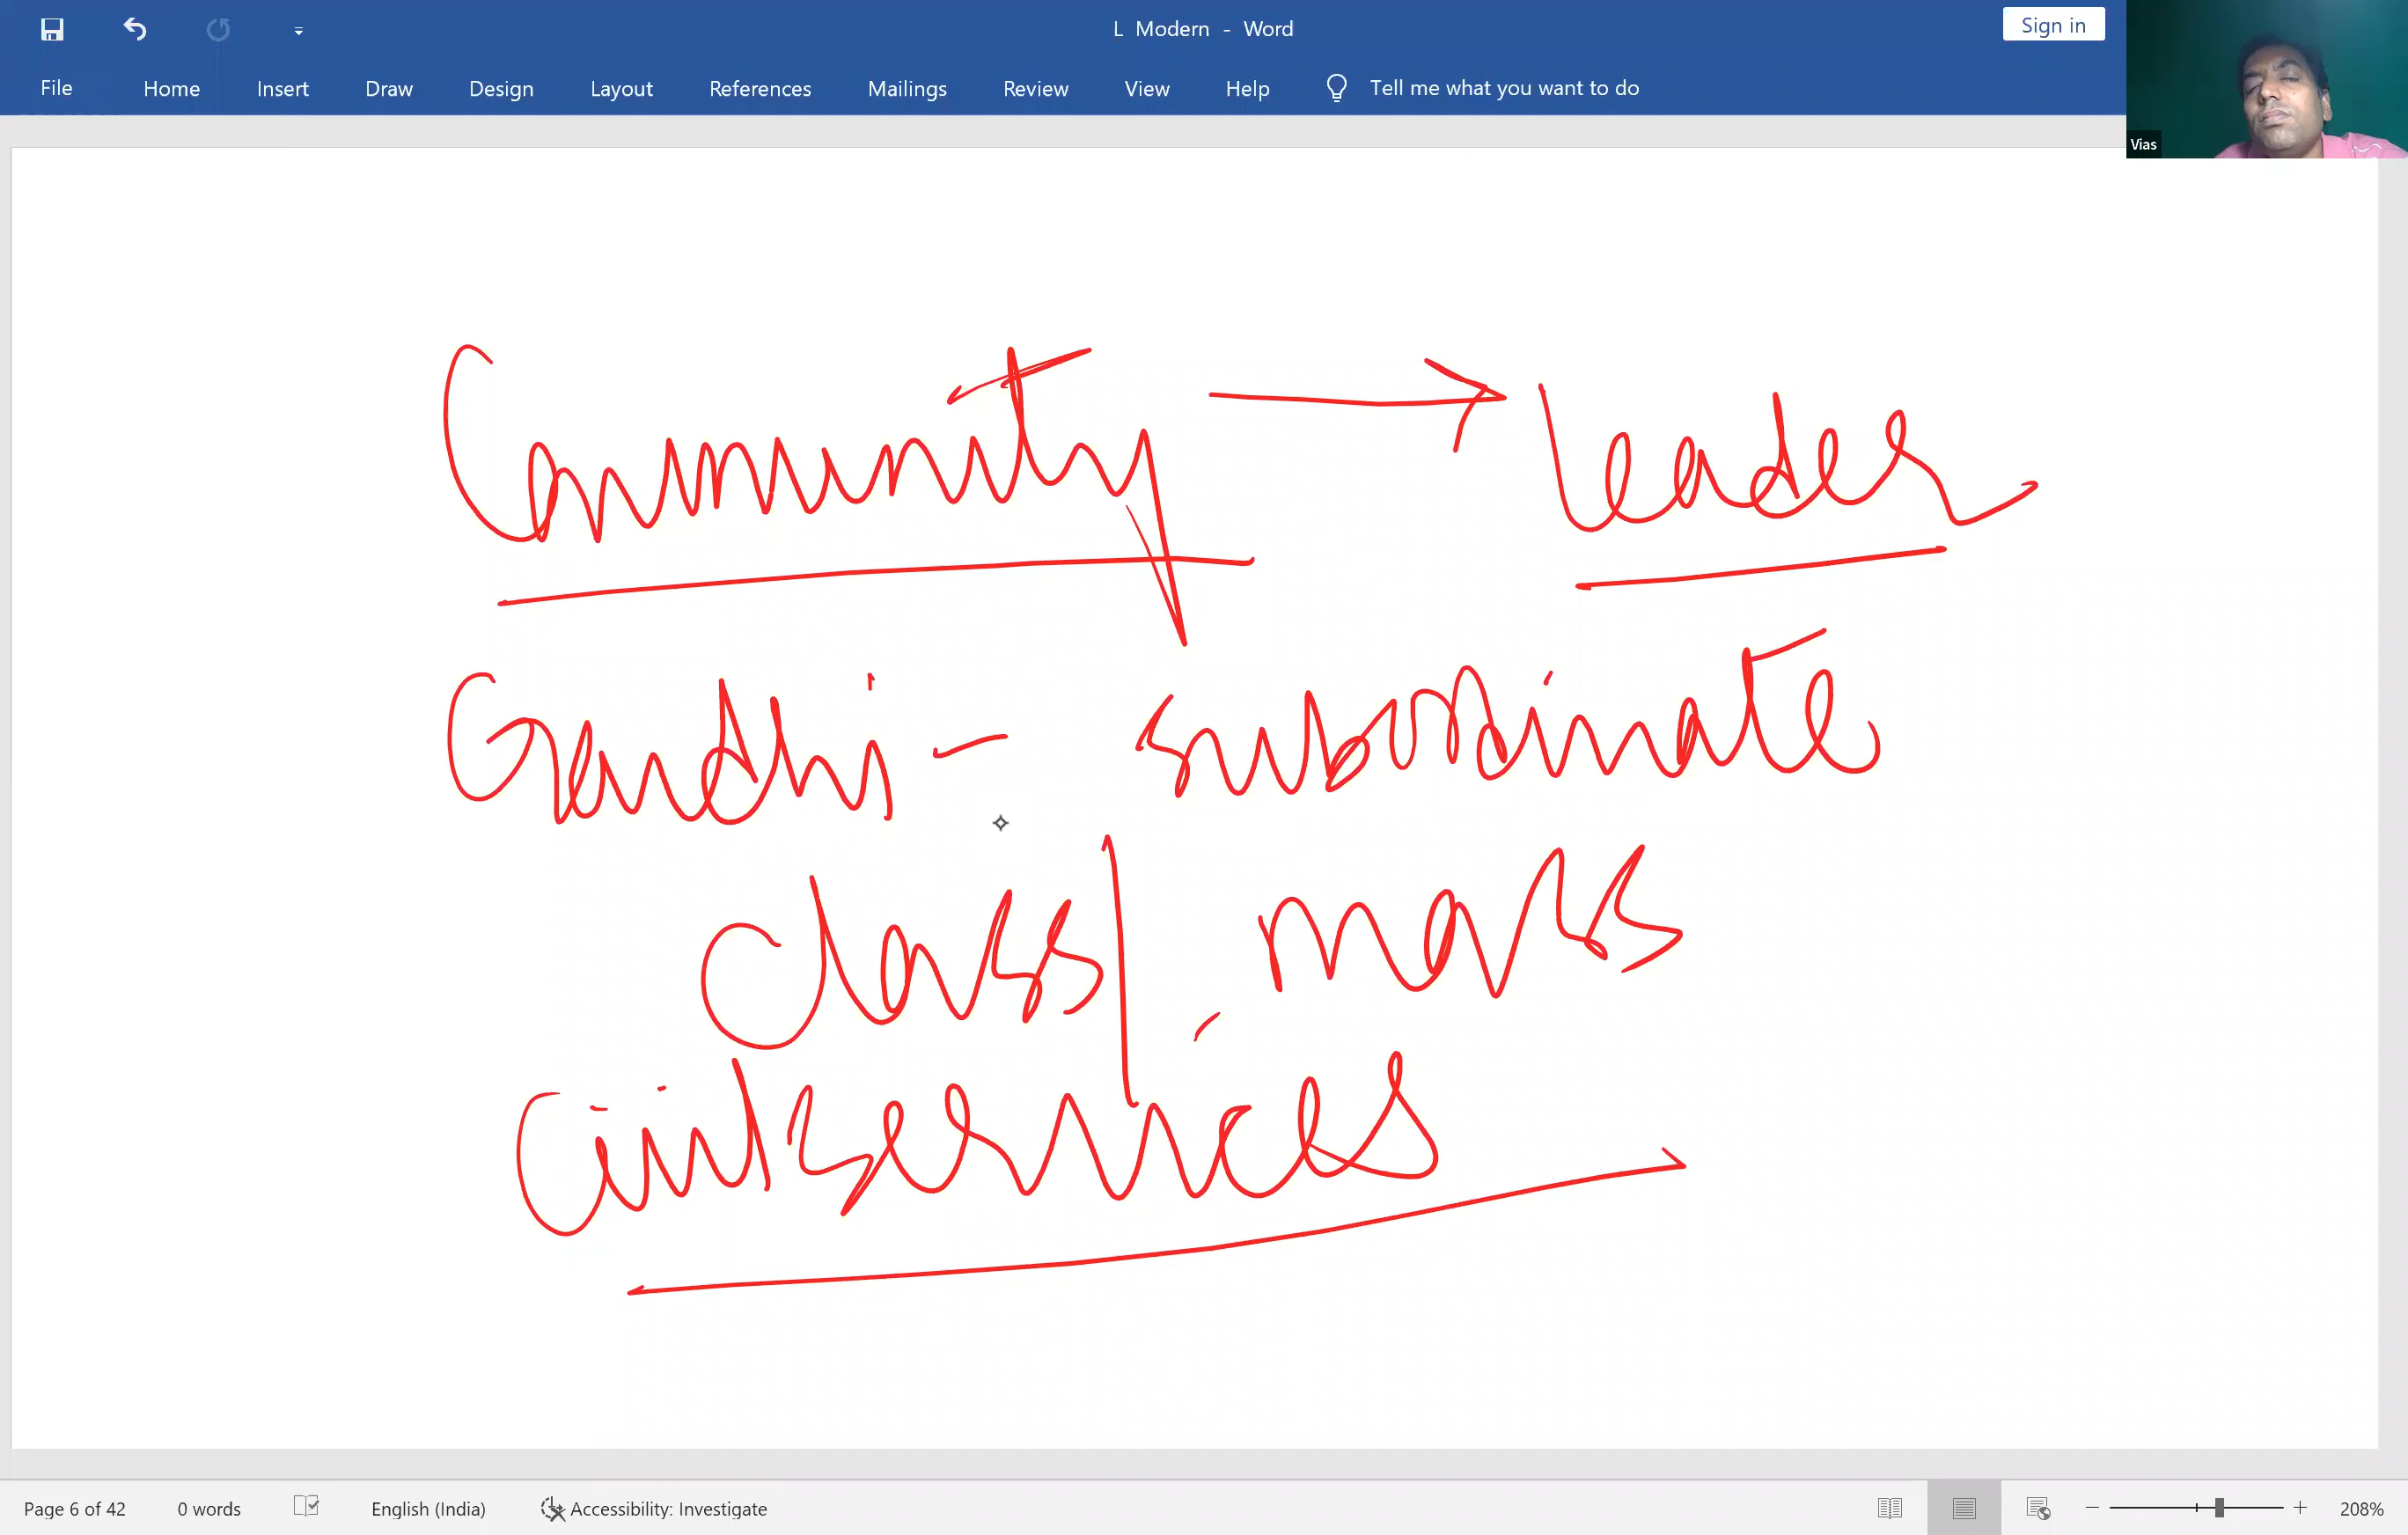 L Modern - Word
Sign in
File Home Insert Draw Design Layout References Mailings Review View Help Tell me what you want to do
Vias
Community → leader
Gandhi - subordinate
class | mass
civil services
Page 6 of 42 0 words English (India) Accessibility: Investigate 208%